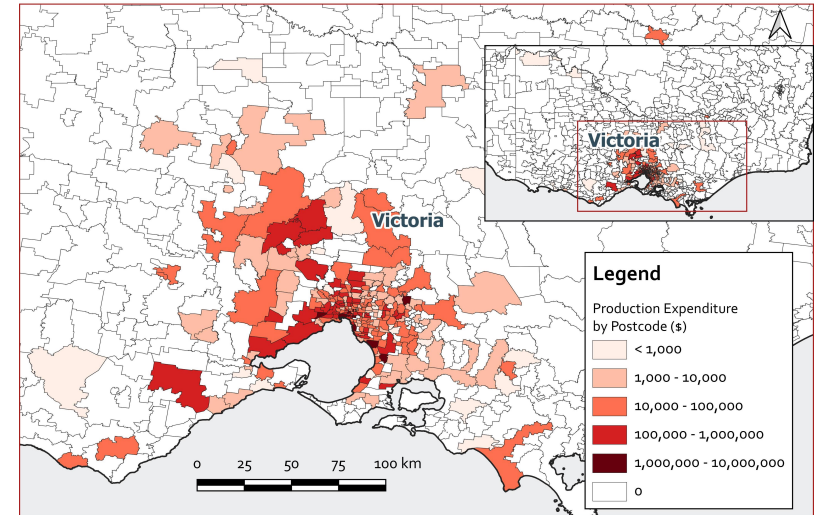 Victoria
Victoria
Legend
Production Expenditure
by Postcode ($)
< 1,000
1,000 - 10,000
10,000 - 100,000
100,000 - 1,000,000
1,000,000 - 10,000,000
0
0 25 50 75 100 km